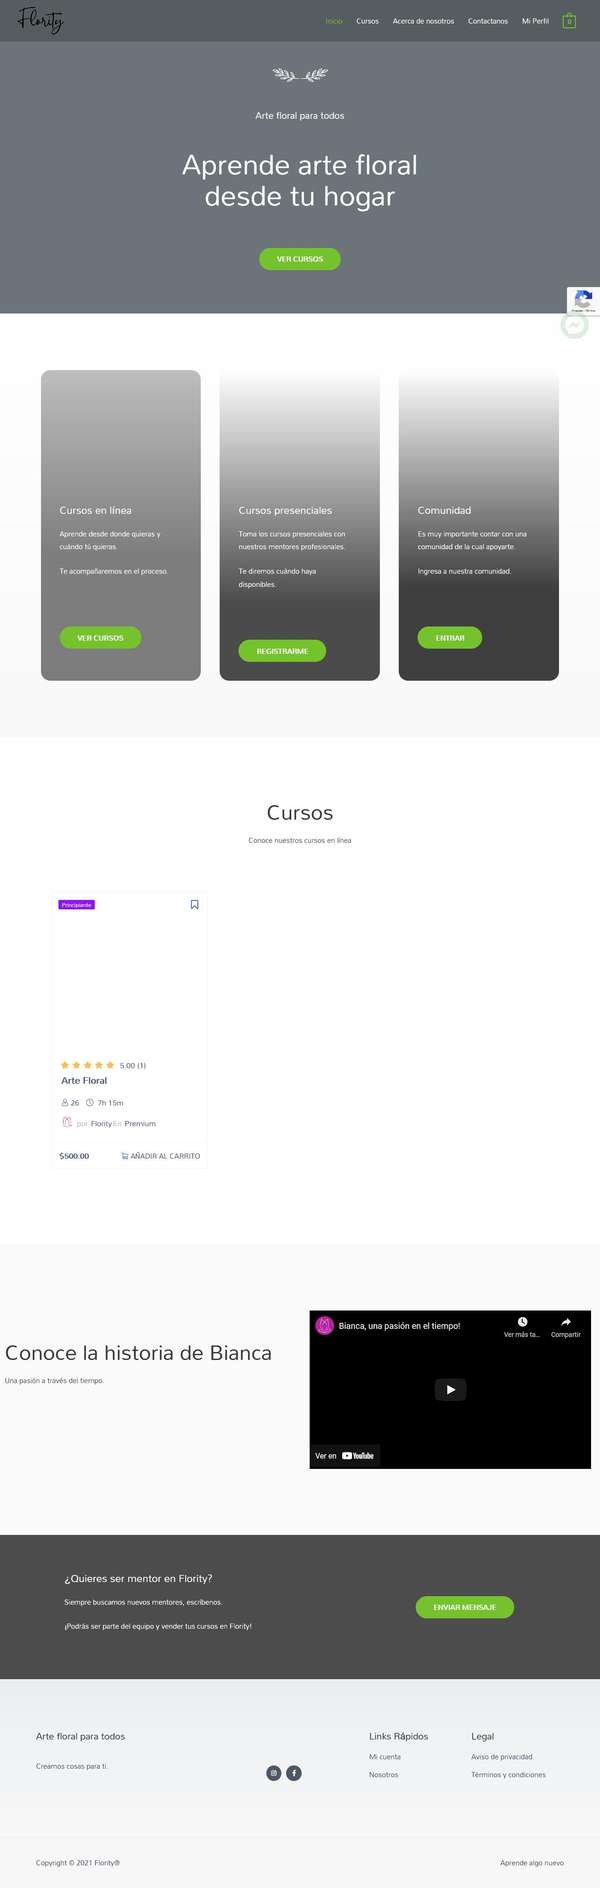 Flority
Inicio
Cursos
Acerca de nosotros
Contactanos
Mi Perfil
0
Arte floral para todos
Aprende arte floral
desde tu hogar
VER CURSOS
Cursos en línea
Aprende desde donde quieras y
cuándo tú quieras.
Te acompañaremos en el proceso.
VER CURSOS
Cursos presenciales
Toma los cursos presenciales con
nuestros mentores profesionales.
Te diremos cuándo haya
disponibles.
REGISTRARME
Comunidad
Es muy importante contar con una
comunidad de la cual apoyarte.
Ingresa a nuestra comunidad.
ENTRAR
Cursos
Conoce nuestros cursos en línea
Principiante
5.00 (1)
Arte Floral
26 7h 15m
por Flority En Premium
$500.00
AÑADIR AL CARRITO
Conoce la historia de Bianca
Una pasión a través del tiempo.
Bianca, una pasión en el tiempo!
Ver más ta...
Compartir
Ver en YouTube
¿Quieres ser mentor en Flority?
Siempre buscamos nuevos mentores, escríbenos.
¡Podrás ser parte del equipo y vender tus cursos en Flority!
ENVIAR MENSAJE
Arte floral para todos
Creamos cosas para ti.
Links Rápidos
Mi cuenta
Nosotros
Legal
Aviso de privacidad
Términos y condiciones
Copyright © 2021 Flority®
Aprende algo nuevo